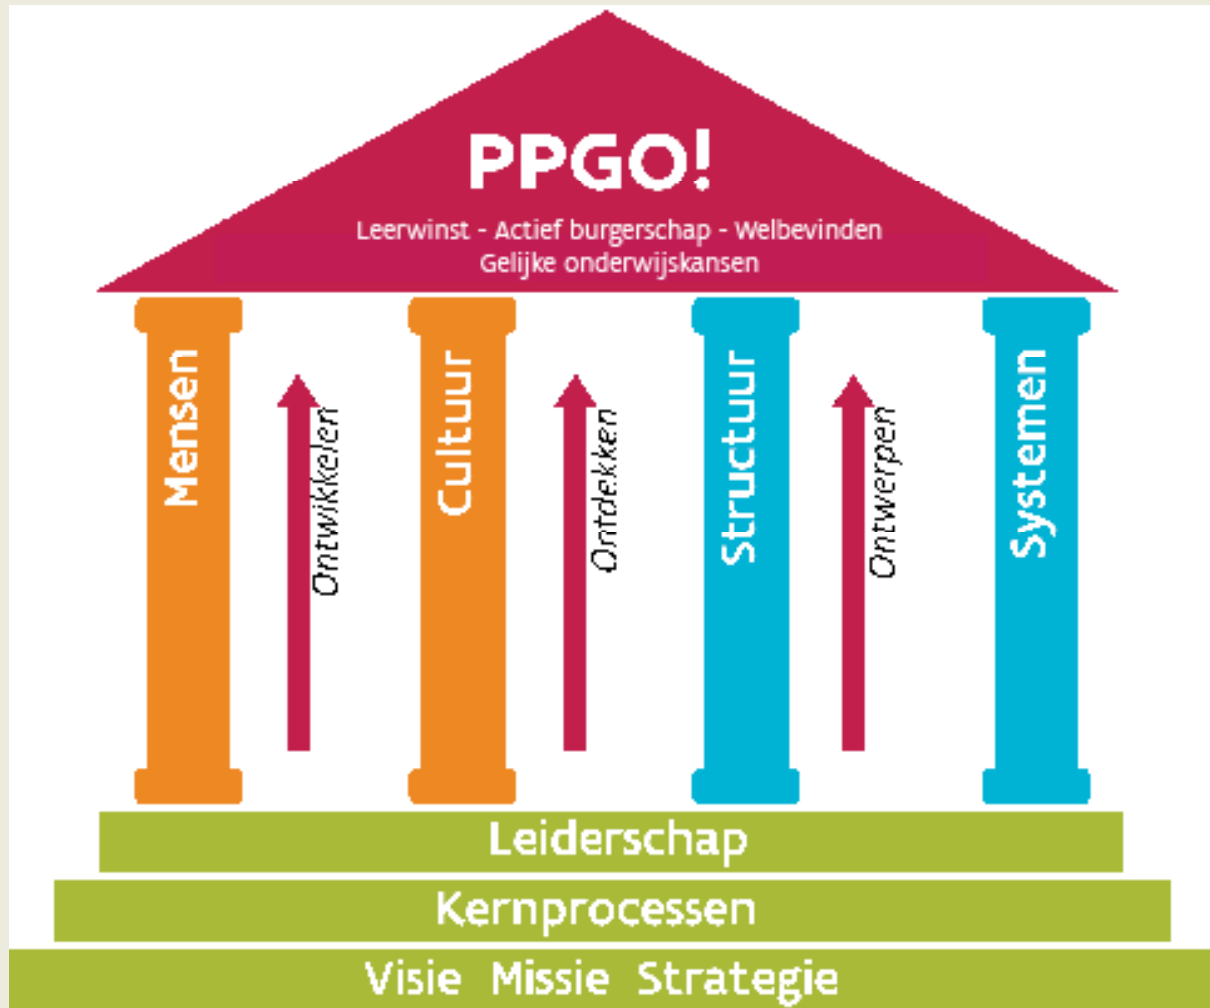 PPGO!
Leerwinst - Actief burgerschap - Welbevinden
Gelijke onderwijskansen
Mensen
Ontwikkelen
Cultuur
Ontdekken
Structuur
Ontwerpen
Systemen
Leiderschap
Kernprocessen
Visie Missie Strategie